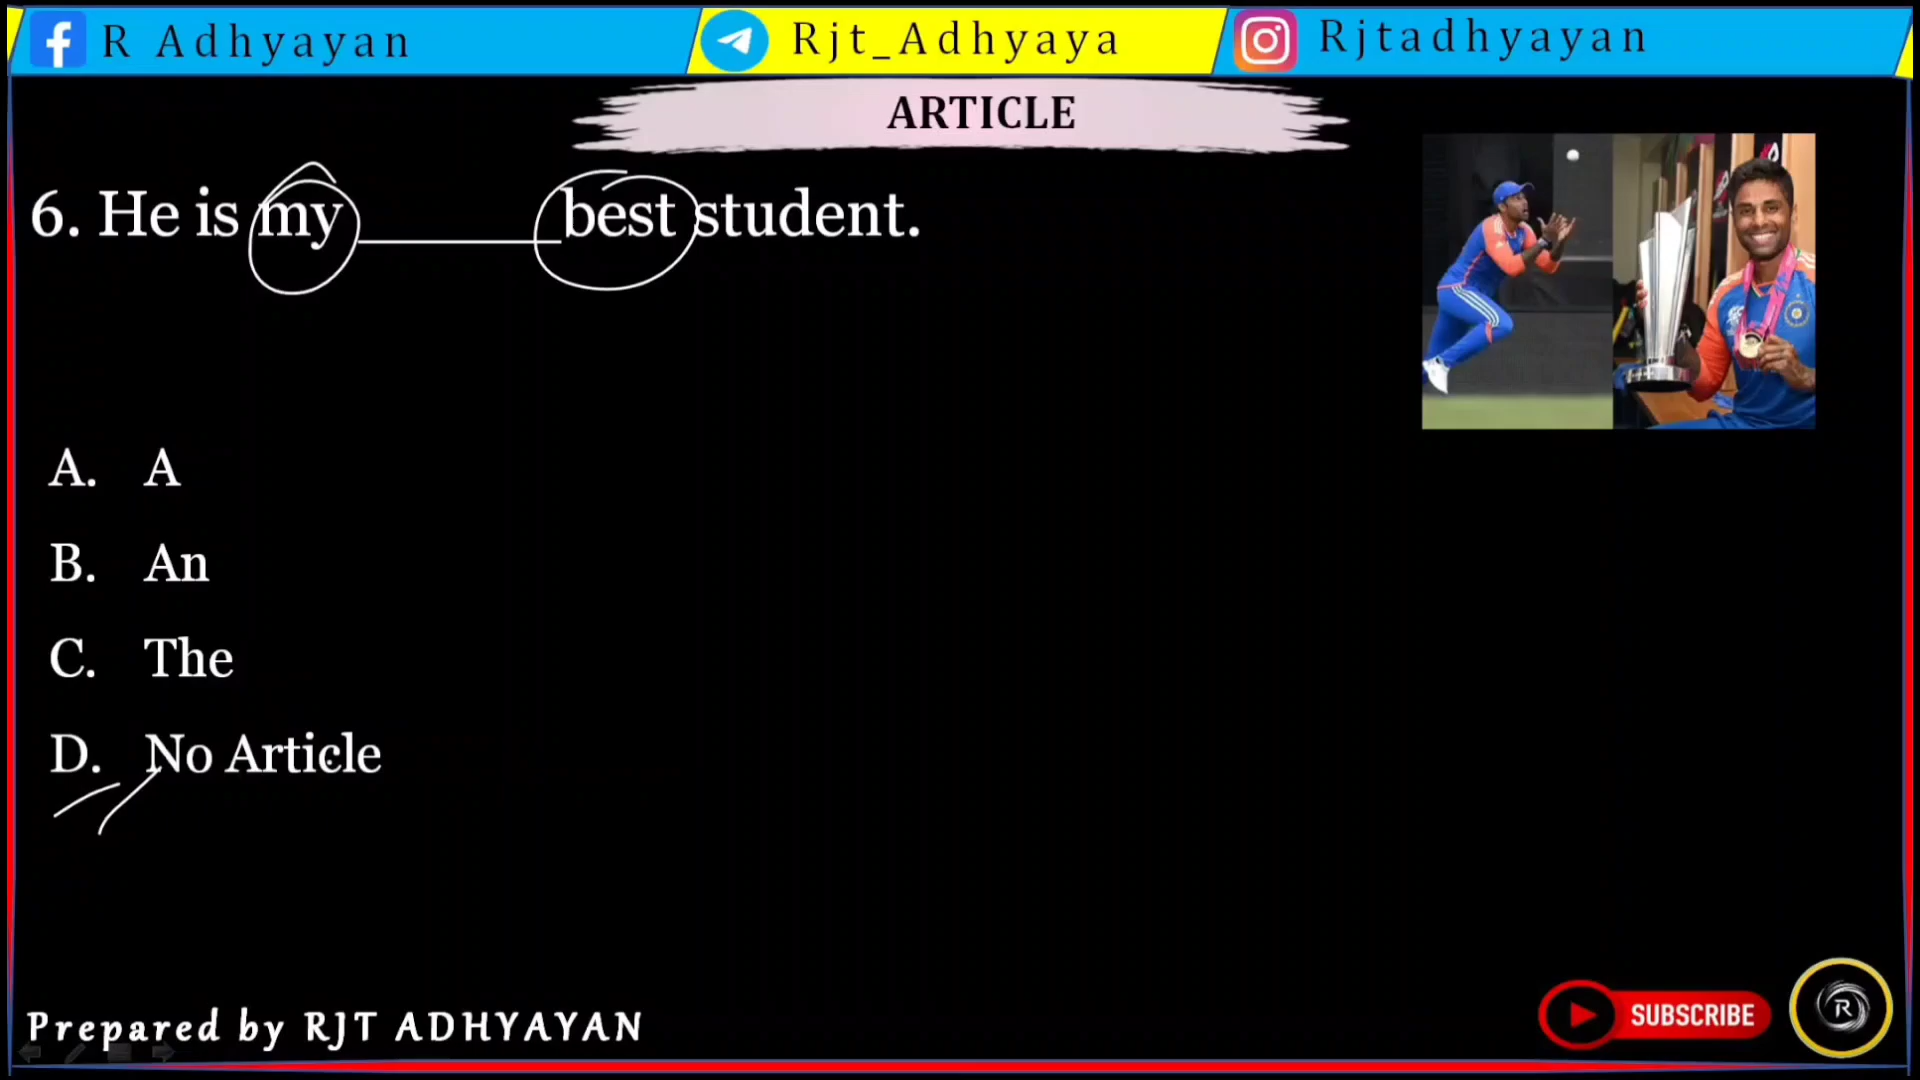 R Adhyayan
Rjt_Adhyaya
Rjtadhyayan
ARTICLE
6. He is my __________ best student.
A. A
B. An
C. The
D. No Article
Prepared by RJT ADHYAYAN
SUBSCRIBE
R